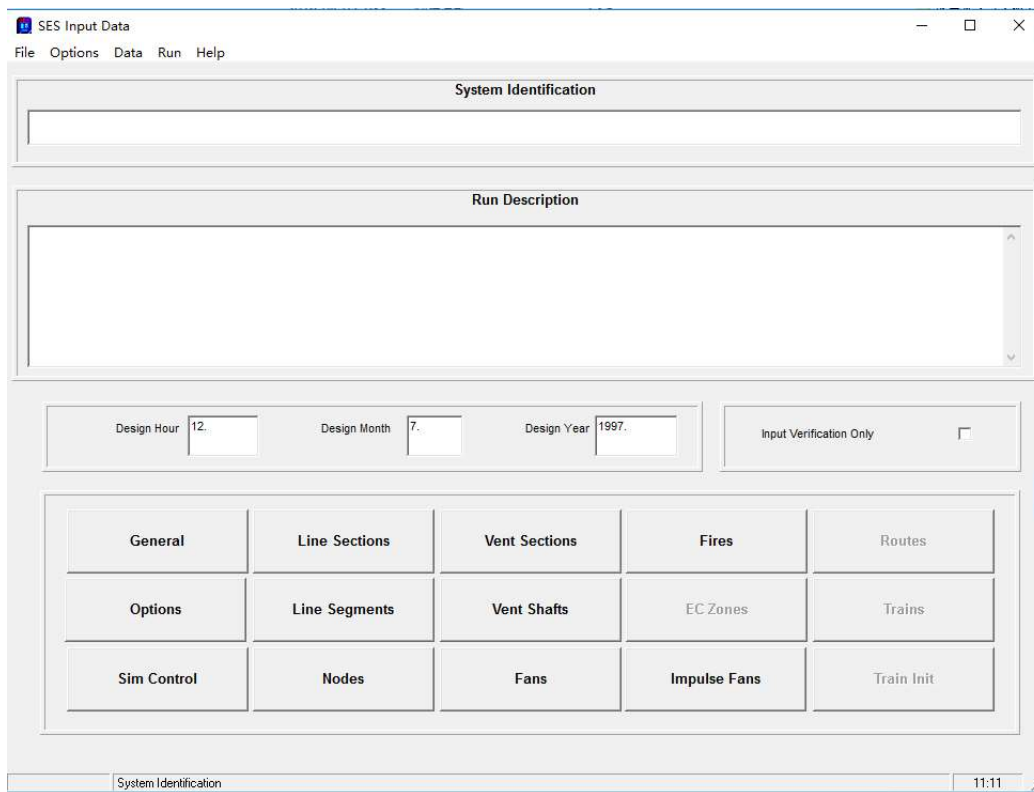 SES Input Data
File Options Data Run Help
System Identification
Run Description
Design Hour 12. Design Month 7. Design Year 1997. Input Verification Only
General Line Sections Vent Sections Fires Routes
Options Line Segments Vent Shafts EC Zones Trains
Sim Control Nodes Fans Impulse Fans Train Init
System Identification 11:11